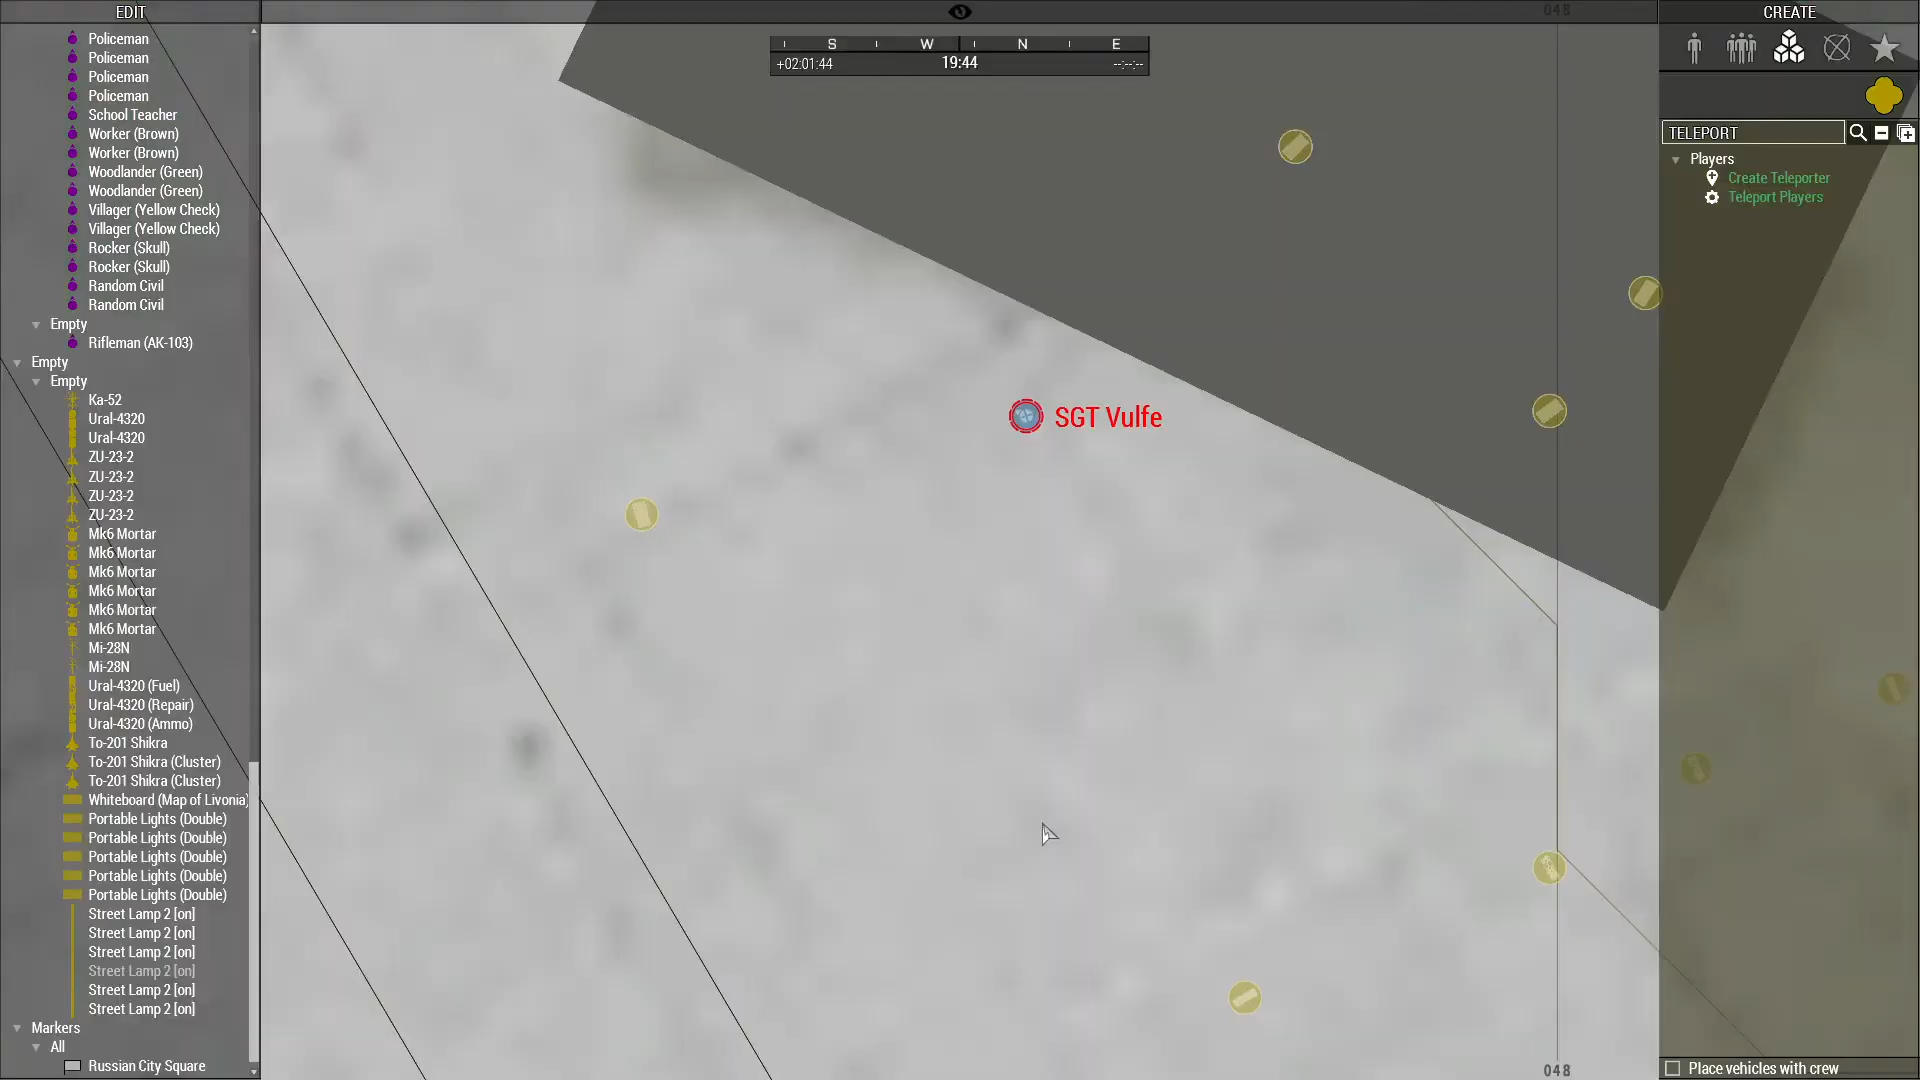 EDIT
Policeman
Policeman
Policeman
Policeman
School Teacher
Worker (Brown)
Worker (Brown)
Woodlander (Green)
Woodlander (Green)
Villager (Yellow Check)
Villager (Yellow Check)
Rocker (Skull)
Rocker (Skull)
Random Civil
Random Civil
Empty
Rifleman (AK-103)
Empty
Empty
Ka-52
Ural-4320
Ural-4320
ZU-23-2
ZU-23-2
ZU-23-2
ZU-23-2
Mk6 Mortar
Mk6 Mortar
Mk6 Mortar
Mk6 Mortar
Mk6 Mortar
Mk6 Mortar
Mi-28N
Mi-28N
Ural-4320 (Fuel)
Ural-4320 (Repair)
Ural-4320 (Ammo)
To-201 Shikra
To-201 Shikra (Cluster)
To-201 Shikra (Cluster)
Whiteboard (Map of Livonia)
Portable Lights (Double)
Portable Lights (Double)
Portable Lights (Double)
Portable Lights (Double)
Portable Lights (Double)
Street Lamp 2 [on]
Street Lamp 2 [on]
Street Lamp 2 [on]
Street Lamp 2 [on]
Street Lamp 2 [on]
Street Lamp 2 [on]
Markers
All
Russian City Square
S W N E
+02:01:44 19:44 --:--:--
048
SGT Vulfe
048
CREATE
TELEPORT
Players
Create Teleporter
Teleport Players
Place vehicles with crew